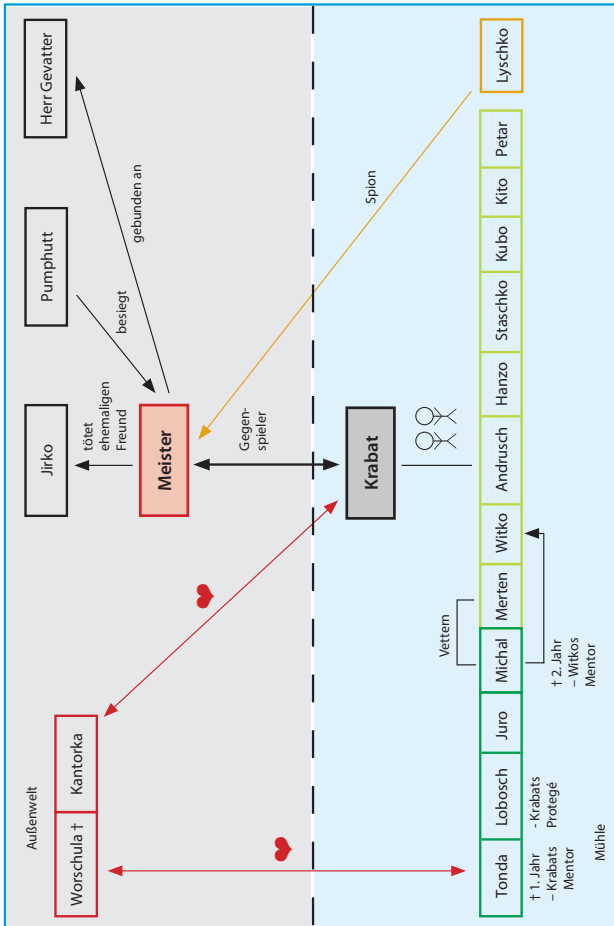 Außenwelt
Worschula †
Kantorka
Jirko
Pumphutt
Herr Gevatter
tötet
ehemaligen
Freund
besiegt
gebunden an
Meister
Gegen-
spieler
Spion
Krabat
Vettern
Tonda
Lobosch
Juro
Michal
Merten
Witko
Andrusch
Hanzo
Staschko
Kubo
Kito
Petar
Lyschko
† 1. Jahr
– Krabats
Mentor
- Krabats
Protegé
† 2. Jahr
– Witkos
Mentor
Mühle